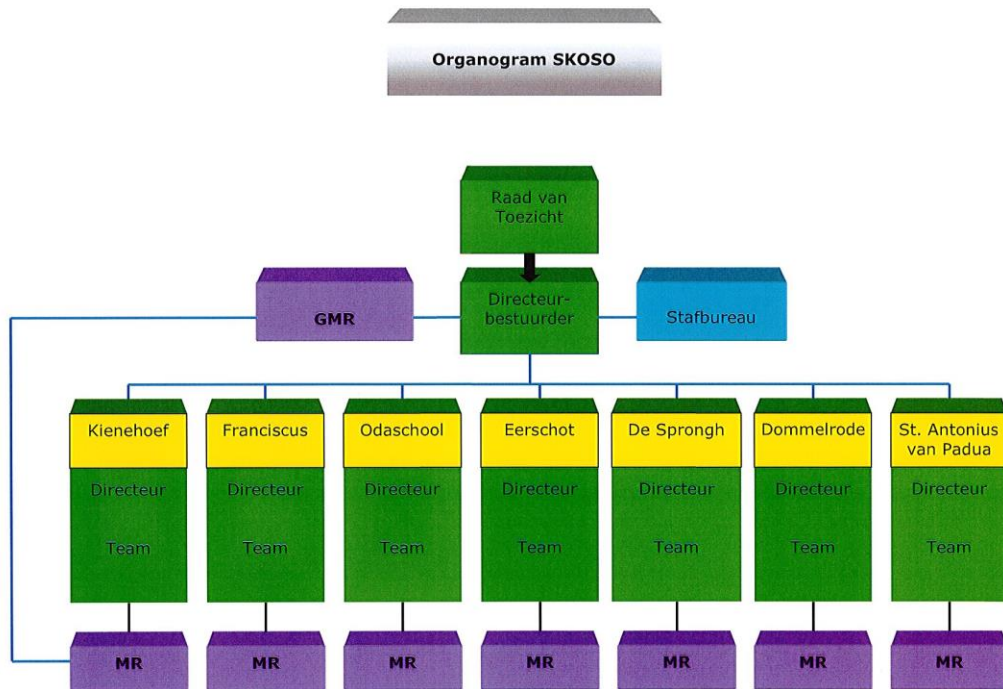 Organogram SKOSO
Raad van
Toezicht
GMR
Directeur-
bestuurder
Stafbureau
Kienehoef
Franciscus
Odaschool
Eerschot
De Sprongh
Dommelrode
St. Antonius
van Padua
Directeur
Directeur
Directeur
Directeur
Directeur
Directeur
Directeur
Team
Team
Team
Team
Team
Team
Team
MR
MR
MR
MR
MR
MR
MR